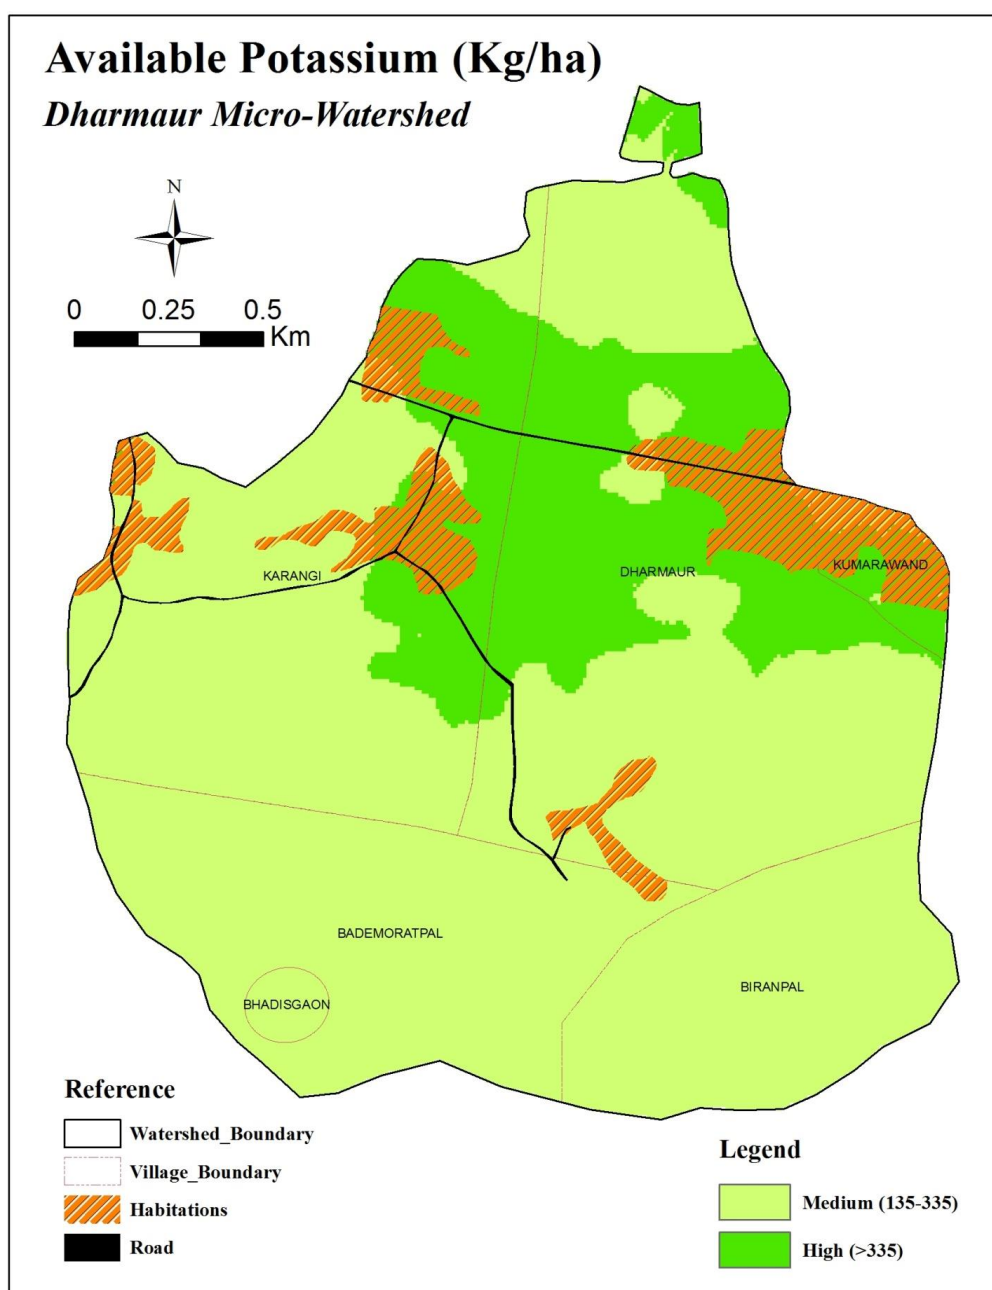 Available Potassium (Kg/ha)
Dharmaur Micro-Watershed
N
0 0.25 0.5
Km
KARANGI
DHARMAUR
KUMARAWAND
BADEMORATPAL
BIRANPAL
BHADISGAON
Reference
Watershed_Boundary
Village_Boundary
Habitations
Road
Legend
Medium (135-335)
High (>335)